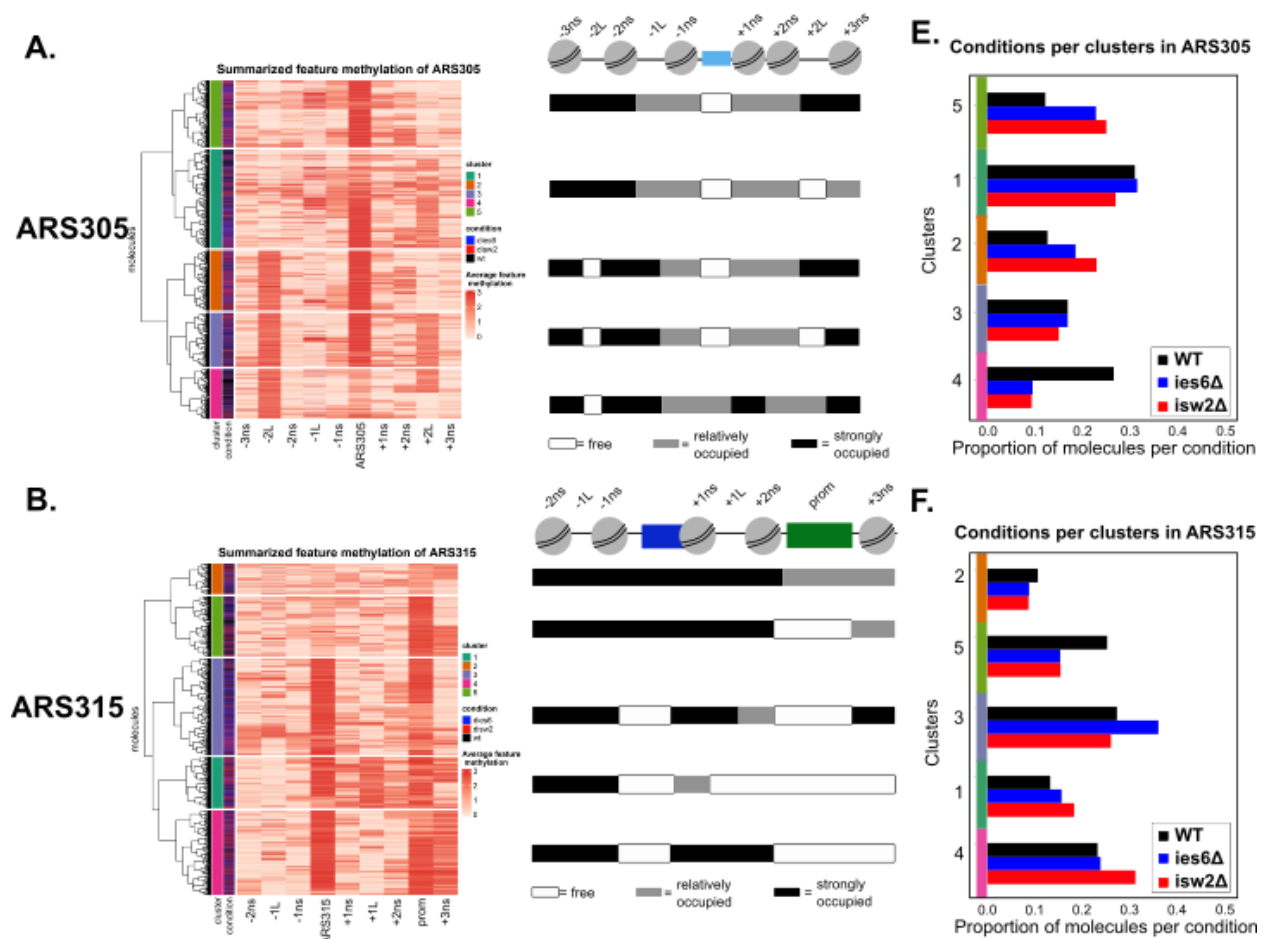 A.
-3ns -2L -2ns -1L -1ns +1ns +2ns +2L +3ns
Summarized feature methylation of ARS305
ARS305
molecules
cluster
1
2
3
4
5
condition
dies6
disw2
wt
Average feature
methylation
3
2
1
0
cluster
condition
-3ns
-2L
-2ns
-1L
-1ns
ARS305
+1ns
+2ns
+2L
+3ns
= free
= relatively
occupied
= strongly
occupied
E.
Conditions per clusters in ARS305
Clusters
5
1
2
3
4
WT
ies6Δ
isw2Δ
0.0 0.1 0.2 0.3 0.4 0.5
Proportion of molecules per condition
B.
-2ns -1L -1ns +1ns +1L +2ns prom +3ns
Summarized feature methylation of ARS315
ARS315
molecules
cluster
1
2
3
4
5
condition
dies6
disw2
wt
Average feature
methylation
3
2
1
0
cluster
condition
-2ns
-1L
-1ns
ARS315
+1ns
+1L
+2ns
prom
+3ns
= free
= relatively
occupied
= strongly
occupied
F.
Conditions per clusters in ARS315
Clusters
2
5
3
1
4
WT
ies6Δ
isw2Δ
0.0 0.1 0.2 0.3 0.4 0.5
Proportion of molecules per condition